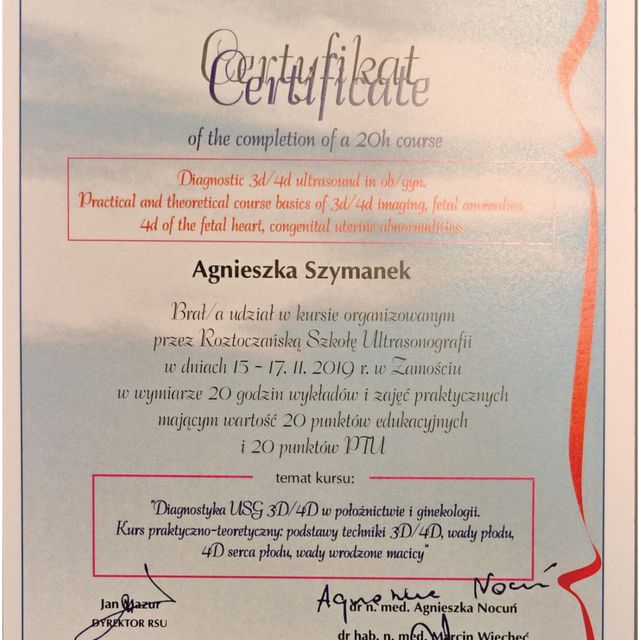 Certyfikat
Certificate
of the completion of a 20h course
Diagnostic 3d/4d ultrasound in ob/gyn.
Practical and theoretical course basics of 3d/4d imaging, fetal anomalies
4d of the fetal heart, congenital uterine abnormalities
Agnieszka Szymanek
Brał/a udział w kursie organizowanym
przez Roztoczańską Szkołę Ultrasonografii
w dniach 15 - 17. 11. 2019 r. w Zamościu
w wymiarze 20 godzin wykładów i zajęć praktycznych
mającym wartość 20 punktów edukacyjnych
i 20 punktów PTU
temat kursu:
"Diagnostyka USG 3D/4D w położnictwie i ginekologii.
Kurs praktyczno-teoretyczny: podstawy techniki 3D/4D, wady płodu,
4D serca płodu, wady wrodzone macicy"
Agnieszka Nocuń
Jan Mazur
dr n. med. Agnieszka Nocuń
DYREKTOR RSU
dr hab. n. med. Marcin Wiecheć